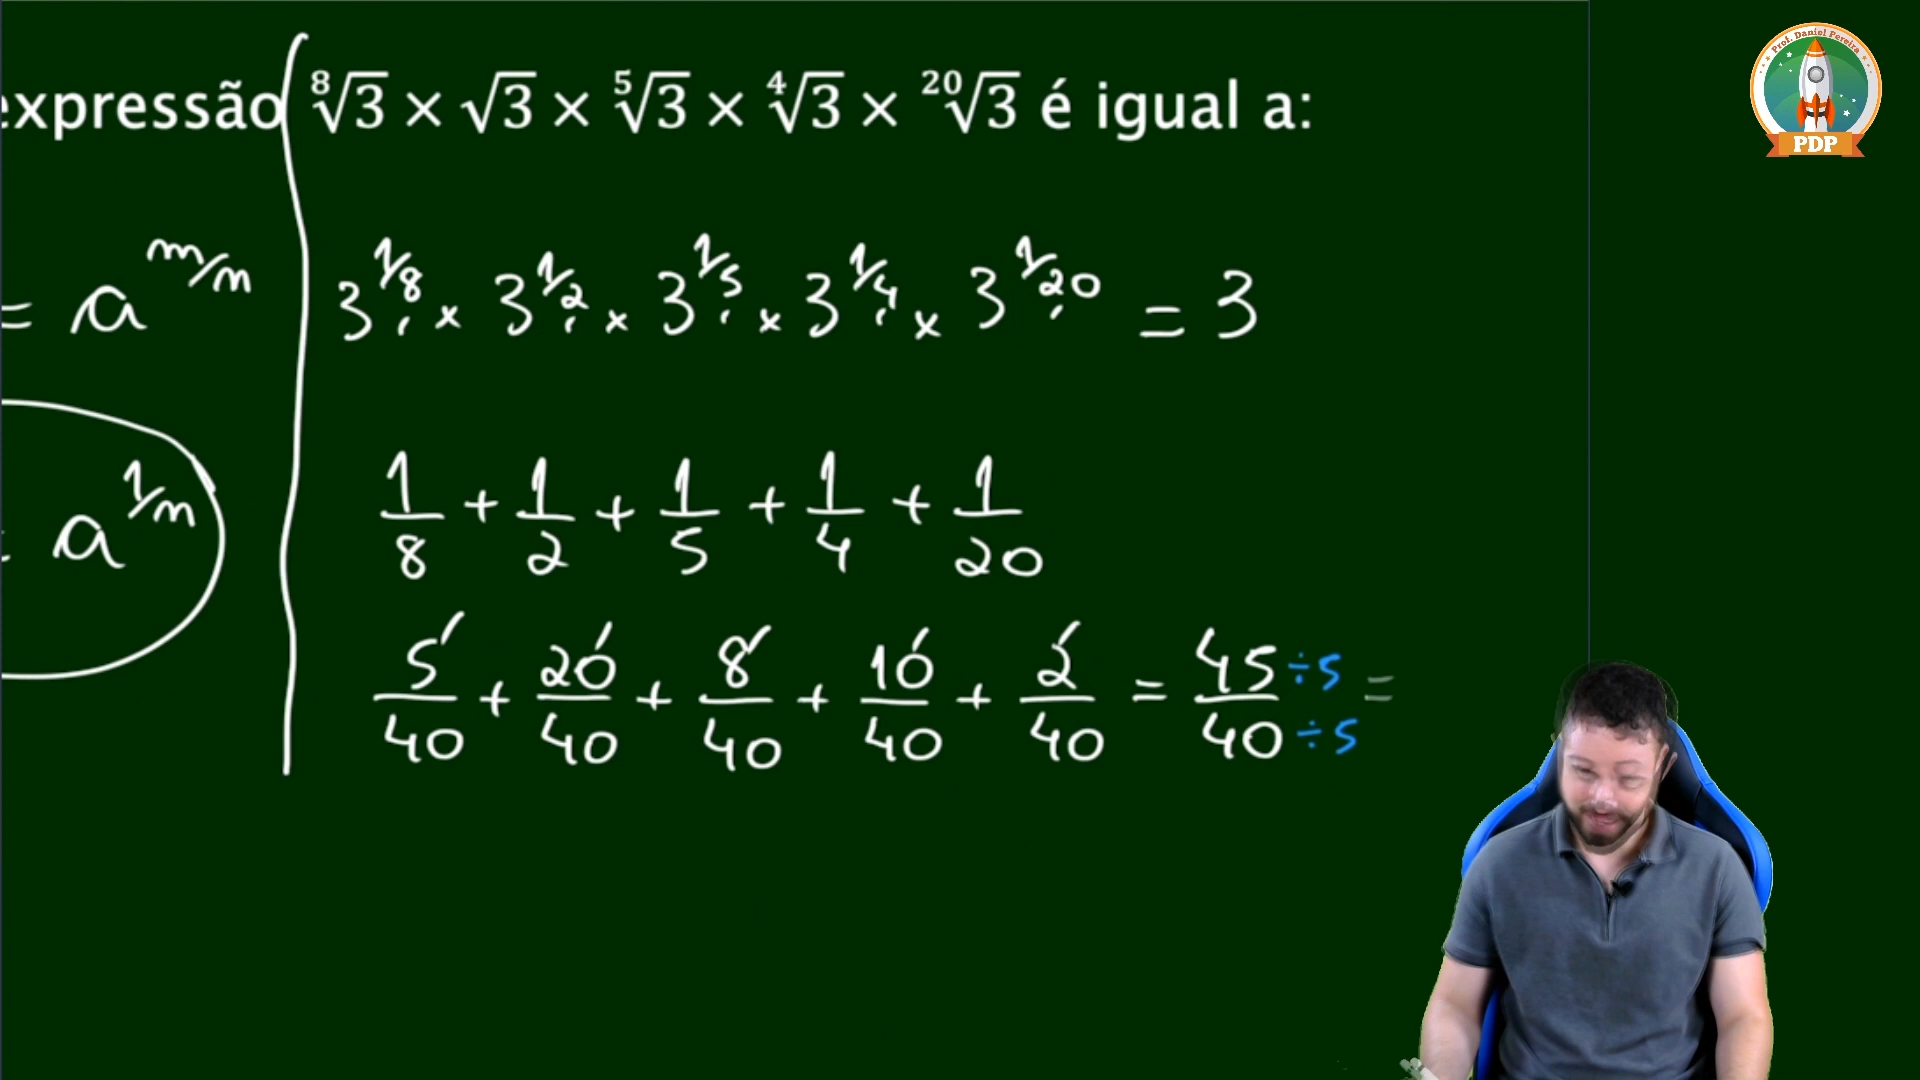 expressão ⁸√3 × √3 × ⁵√3 × ⁴√3 × ²⁰√3 é igual a:
Prof. Daniel Pereira
PDP
= a^m/n
3^1/8 × 3^1/2 × 3^1/5 × 3^1/4 × 3^1/20 = 3
a^1/n
1/8 + 1/2 + 1/5 + 1/4 + 1/20
5/40 + 20/40 + 8/40 + 10/40 + 2/40 = 45÷5/40÷5 =